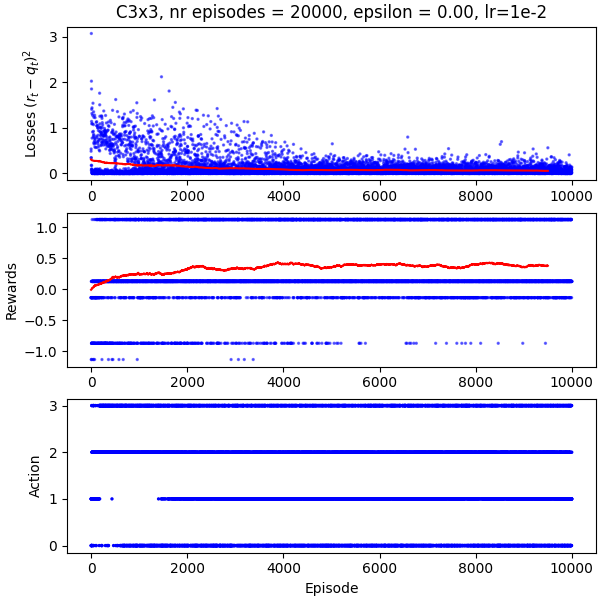 C3x3, nr episodes = 20000, epsilon = 0.00, lr=1e-2
Losses $(r_t - q_t)^2$
3
2
1
0
0 2000 4000 6000 8000 10000
Rewards
1.0
0.5
0.0
−0.5
−1.0
0 2000 4000 6000 8000 10000
Action
3
2
1
0
0 2000 4000 6000 8000 10000
Episode